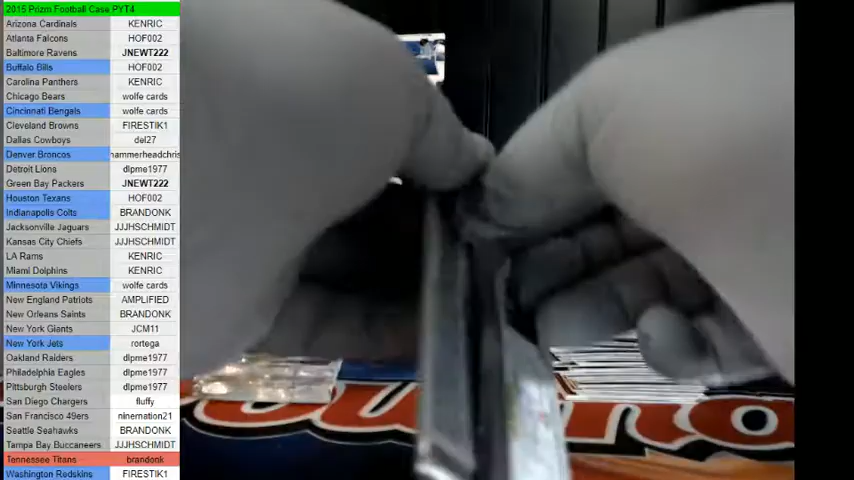 2015 Prizm Football Case PYT4
Arizona Cardinals KENRIC
Atlanta Falcons HOF002
Baltimore Ravens JNEWT222
Buffalo Bills HOF002
Carolina Panthers KENRIC
Chicago Bears wolfe cards
Cincinnati Bengals wolfe cards
Cleveland Browns FIRESTIK1
Dallas Cowboys del27
Denver Broncos hammerheadchris
Detroit Lions dlpme1977
Green Bay Packers JNEWT222
Houston Texans HOF002
Indianapolis Colts BRANDONK
Jacksonville Jaguars JJJHSCHMIDT
Kansas City Chiefs JJJHSCHMIDT
LA Rams KENRIC
Miami Dolphins KENRIC
Minnesota Vikings wolfe cards
New England Patriots AMPLIFIED
New Orleans Saints BRANDONK
New York Giants JCM11
New York Jets rortega
Oakland Raiders dlpme1977
Philadelphia Eagles dlpme1977
Pittsburgh Steelers dlpme1977
San Diego Chargers fluffy
San Francisco 49ers ninernation21
Seattle Seahawks BRANDONK
Tampa Bay Buccaneers JJJHSCHMIDT
Tennessee Titans brandonk
Washington Redskins FIRESTIK1